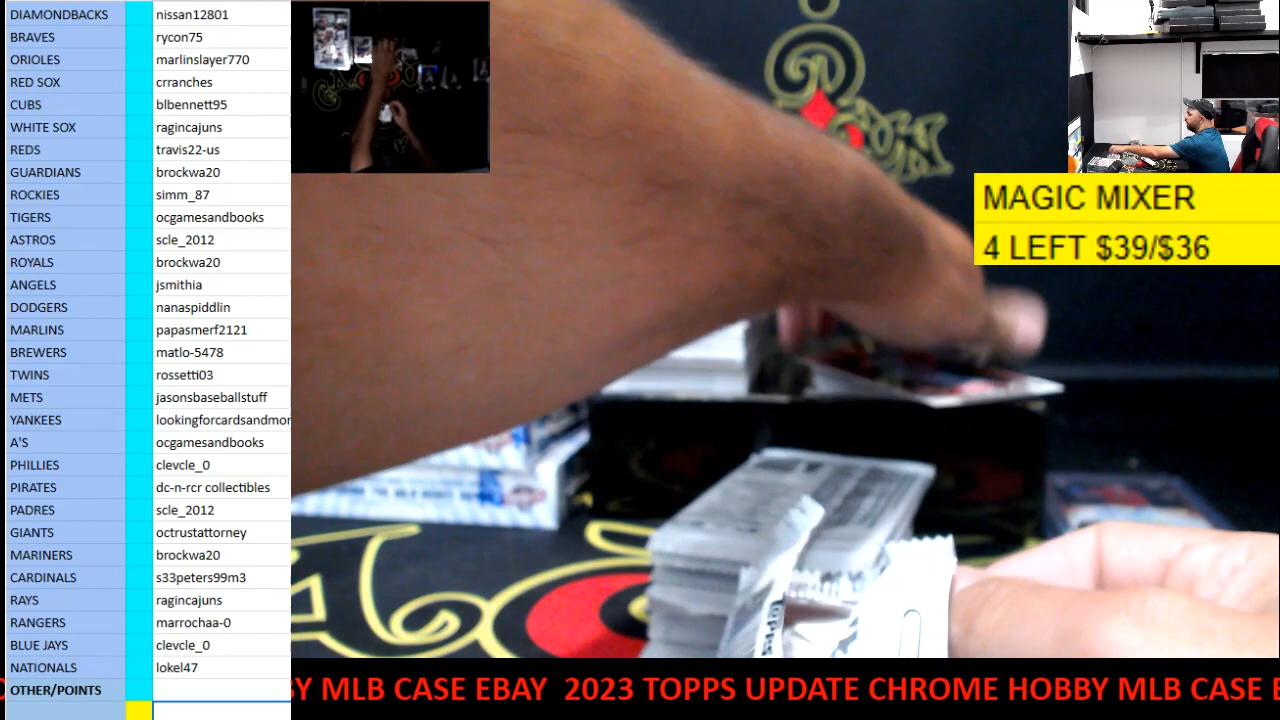 DIAMONDBACKS nissan12801
BRAVES rycon75
ORIOLES marlinslayer770
RED SOX crranches
CUBS blbennett95
WHITE SOX ragincajuns
REDS travis22-us
GUARDIANS brockwa20
ROCKIES simm_87
TIGERS ocgamesandbooks
ASTROS scle_2012
ROYALS brockwa20
ANGELS jsmithia
DODGERS nanaspiddlin
MARLINS papasmerf2121
BREWERS matlo-5478
TWINS rossetti03
METS jasonsbaseballstuff
YANKEES lookingforcardsandmor
A'S ocgamesandbooks
PHILLIES clevcle_0
PIRATES dc-n-rcr collectibles
PADRES scle_2012
GIANTS octrustattorney
MARINERS brockwa20
CARDINALS s33peters99m3
RAYS ragincajuns
RANGERS marrochaa-0
BLUE JAYS clevcle_0
NATIONALS lokel47
OTHER/POINTS
MAGIC MIXER
4 LEFT $39/$36
BY MLB CASE EBAY 2023 TOPPS UPDATE CHROME HOBBY MLB CASE E